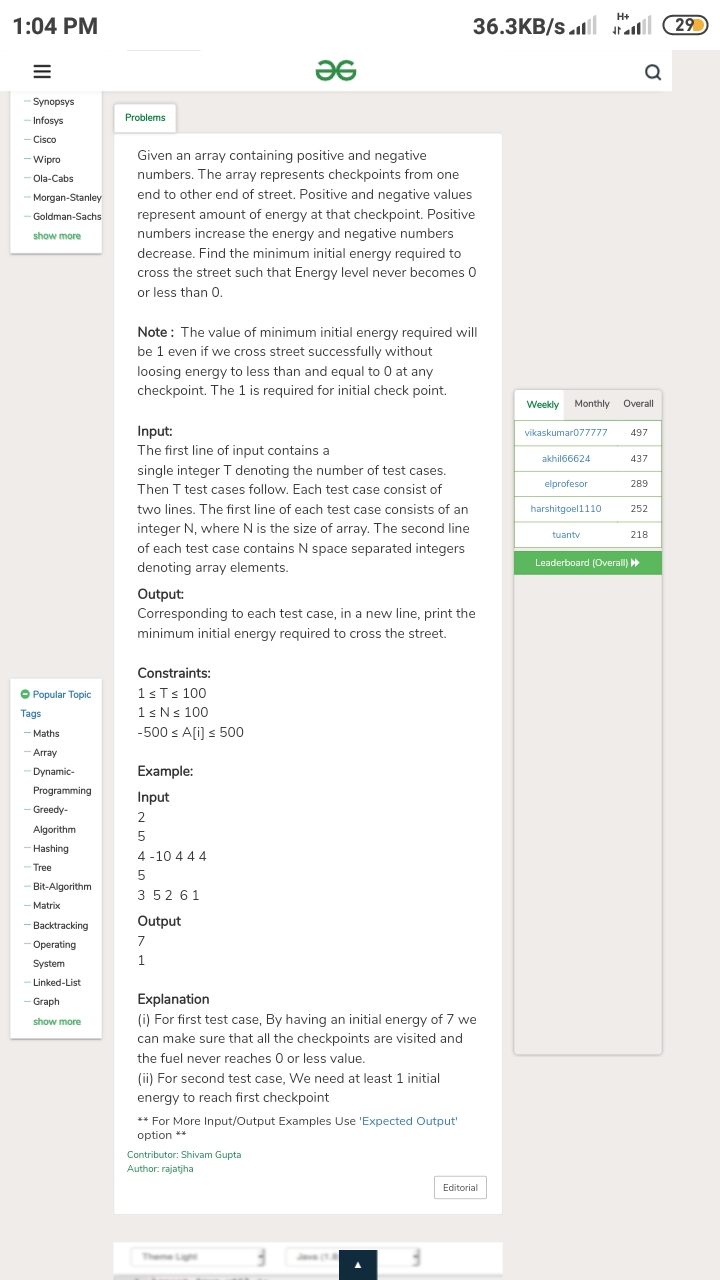 1:04 PM
36.3KB/s
H+
29
Synopsys
Infosys
Cisco
Wipro
Ola-Cabs
Morgan-Stanley
Goldman-Sachs
show more
Problems
Given an array containing positive and negative
numbers. The array represents checkpoints from one
end to other end of street. Positive and negative values
represent amount of energy at that checkpoint. Positive
numbers increase the energy and negative numbers
decrease. Find the minimum initial energy required to
cross the street such that Energy level never becomes 0
or less than 0.
Note : The value of minimum initial energy required will
be 1 even if we cross street successfully without
loosing energy to less than and equal to 0 at any
checkpoint. The 1 is required for initial check point.
Input:
The first line of input contains a
single integer T denoting the number of test cases.
Then T test cases follow. Each test case consist of
two lines. The first line of each test case consists of an
integer N, where N is the size of array. The second line
of each test case contains N space separated integers
denoting array elements.
Output:
Corresponding to each test case, in a new line, print the
minimum initial energy required to cross the street.
Constraints:
1 ≤ T ≤ 100
1 ≤ N ≤ 100
-500 ≤ A[i] ≤ 500
Example:
Input
2
5
4 -10 4 4 4
5
3 5 2 6 1
Output
7
1
Explanation
(i) For first test case, By having an initial energy of 7 we
can make sure that all the checkpoints are visited and
the fuel never reaches 0 or less value.
(ii) For second test case, We need at least 1 initial
energy to reach first checkpoint
** For More Input/Output Examples Use 'Expected Output'
option **
Contributor: Shivam Gupta
Author: rajatjha
Editorial
Weekly Monthly Overall
vikaskumar077777 497
akhil66624 437
elprofesor 289
harshitgoel1110 252
tuantv 218
Leaderboard (Overall)
Popular Topic
Tags
Maths
Array
Dynamic-
Programming
Greedy-
Algorithm
Hashing
Tree
Bit-Algorithm
Matrix
Backtracking
Operating
System
Linked-List
Graph
show more
Theme Light
Java (1.8)